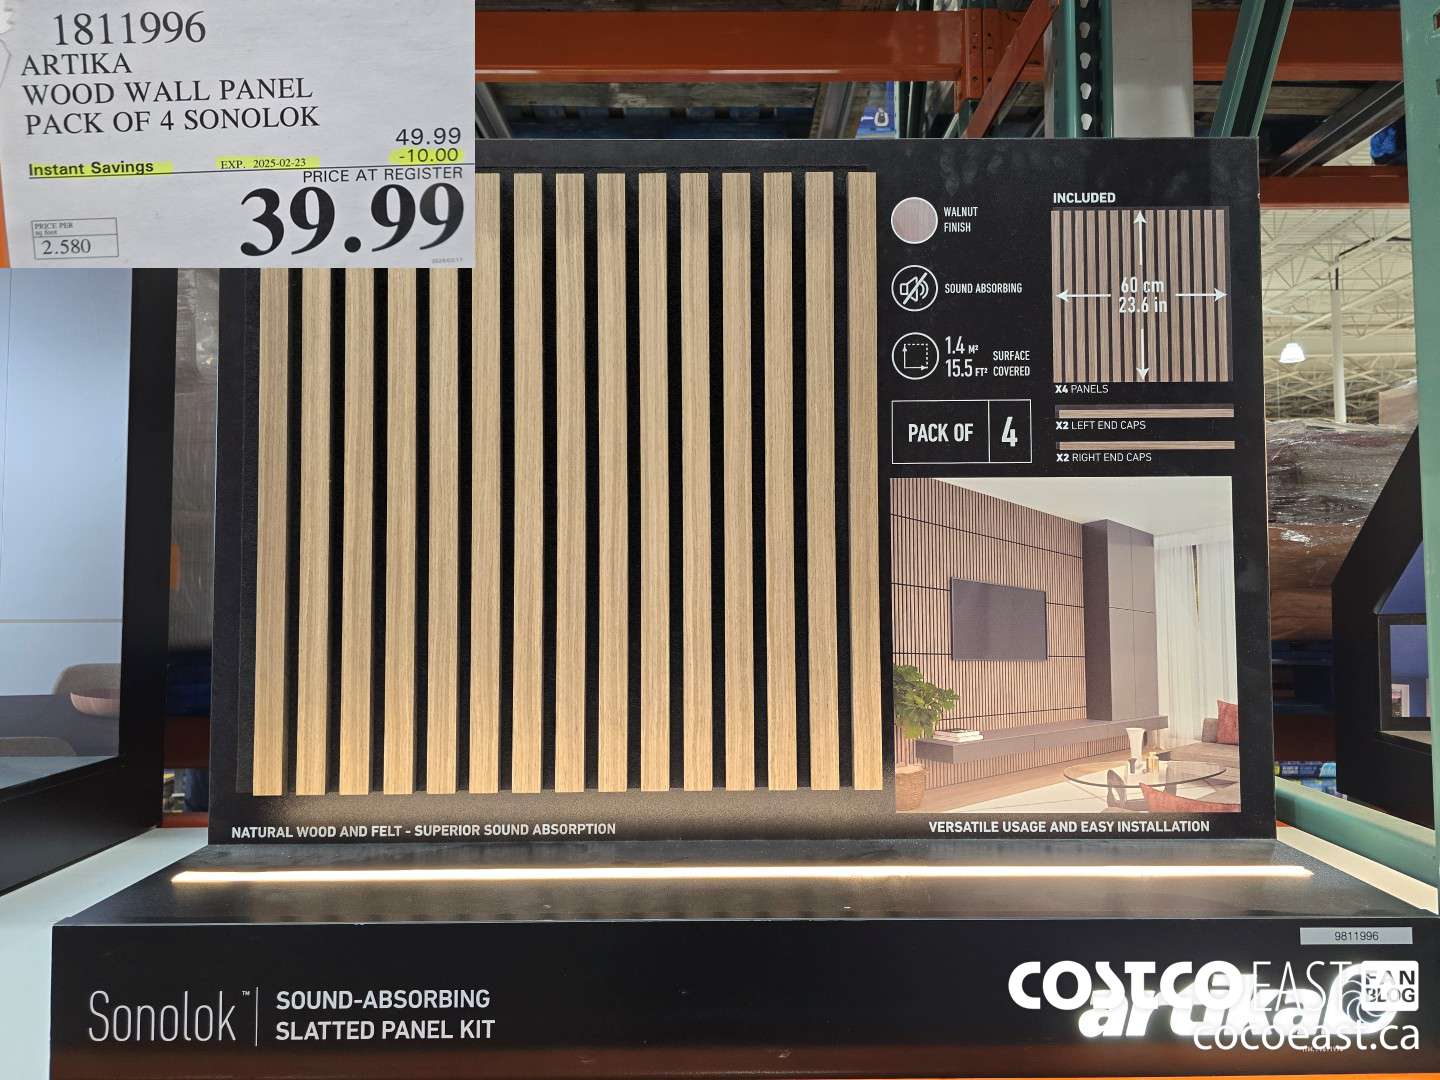 1811996
ARTIKA
WOOD WALL PANEL
PACK OF 4 SONOLOK
49.99
Instant Savings EXP. 2025-02-23 -10.00
PRICE AT REGISTER
39.99
PRICE PER
sq foot
2.580
WALNUT
FINISH
SOUND ABSORBING
1.4 M²
15.5 FT²
SURFACE
COVERED
PACK OF 4
INCLUDED
60 cm
23.6 in
X4 PANELS
X2 LEFT END CAPS
X2 RIGHT END CAPS
NATURAL WOOD AND FELT - SUPERIOR SOUND ABSORPTION
VERSATILE USAGE AND EASY INSTALLATION
9811996
Sonolok™
SOUND-ABSORBING
SLATTED PANEL KIT
COSTCO EAST FAN BLOG
artika
cocoeast.ca